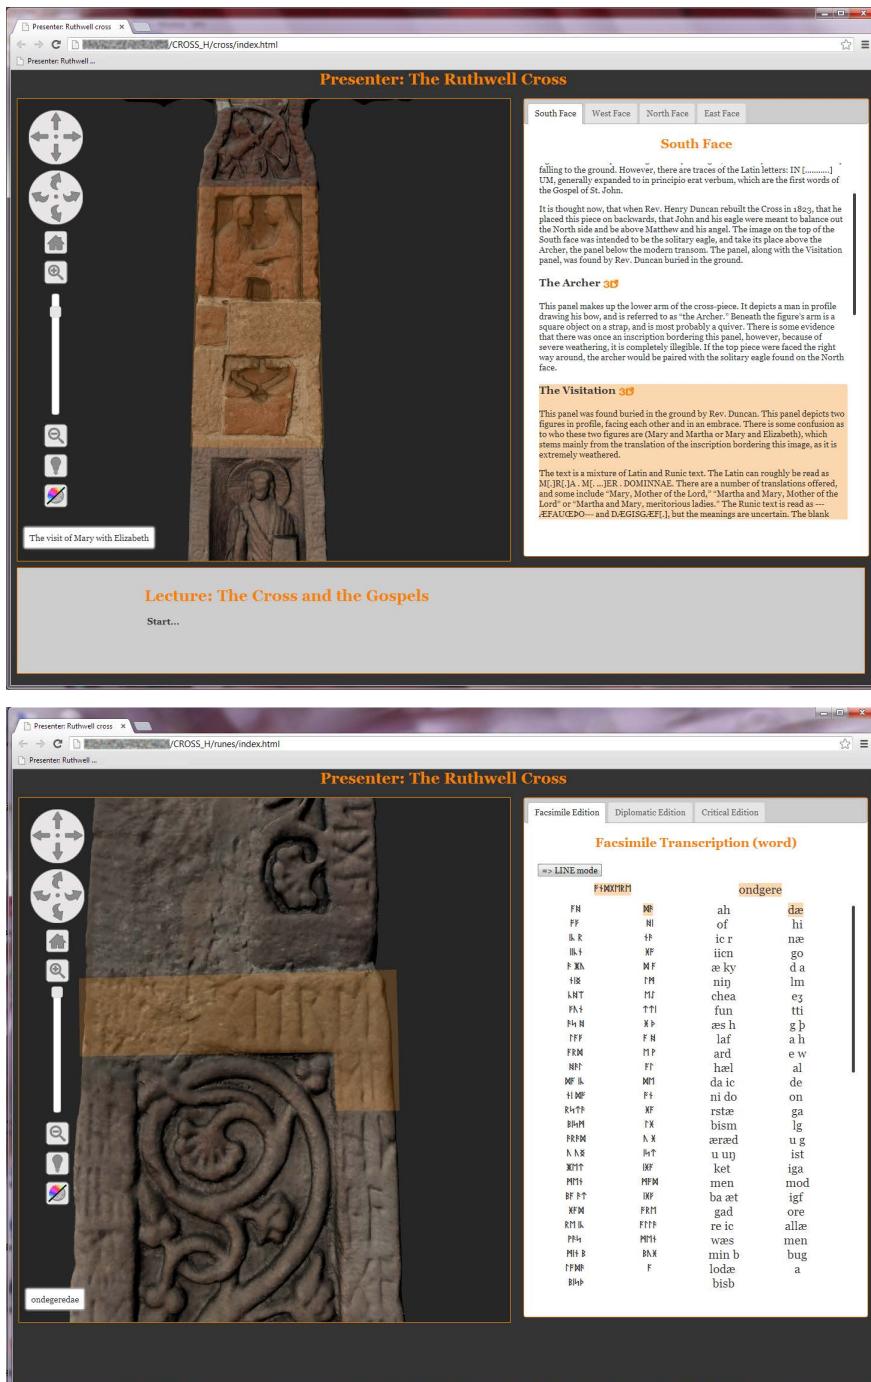 Presenter: Ruthwell cross
/CROSS_H/cross/index.html
Presenter: Ruthwell ...
Presenter: The Ruthwell Cross
South Face West Face North Face East Face
South Face
falling to the ground. However, there are traces of the Latin letters: IN [...........]
UM, generally expanded to in principio erat verbum, which are the first words of
the Gospel of St. John.
It is thought now, that when Rev. Henry Duncan rebuilt the Cross in 1823, that he
placed this piece on backwards, that John and his eagle were meant to balance out
the North side and be above Matthew and his angel. The image on the top of the
South face was intended to be the solitary eagle, and take its place above the
Archer, the panel below the modern transom. The panel, along with the Visitation
panel, was found by Rev. Duncan buried in the ground.
The Archer 3D
This panel makes up the lower arm of the cross-piece. It depicts a man in profile
drawing his bow, and is referred to as "the Archer." Beneath the figure's arm is a
square object on a strap, and is most probably a quiver. There is some evidence
that there was once an inscription bordering this panel, however, because of
severe weathering, it is completely illegible. If the top piece were faced the right
way around, the archer would be paired with the solitary eagle found on the North
face.
The Visitation 3D
This panel was found buried in the ground by Rev. Duncan. This panel depicts two
figures in profile, facing each other and in an embrace. There is some confusion as
to who these two figures are (Mary and Martha or Mary and Elizabeth), which
stems mainly from the translation of the inscription bordering this image, as it is
extremely weathered.
The text is a mixture of Latin and Runic text. The Latin can roughly be read as
M[.]R[.]A . M[. ...]ER . DOMINNAE. There are a number of translations offered,
and some include "Mary, Mother of the Lord," "Martha and Mary, Mother of the
Lord" or "Martha and Mary, meritorious ladies." The Runic text is read as ---
ÆFAUŒÞO--- and DÆGISGÆF[.], but the meanings are uncertain. The blank
The visit of Mary with Elizabeth
Lecture: The Cross and the Gospels
Start...
Presenter: Ruthwell cross
/CROSS_H/runes/index.html
Presenter: Ruthwell ...
Presenter: The Ruthwell Cross
Facsimile Edition Diplomatic Edition Critical Edition
Facsimile Transcription (word)
=> LINE mode
ondgere
ah dæ
of hi
ic r næ
iicn go
æ ky d a
niŋ lm
chea eʒ
fun tti
æs h g þ
laf a h
ard e w
hæl al
da ic de
ni do on
rstæ ga
bism lg
æræd u g
u uŋ ist
ket iga
men mod
ba æt igf
gad ore
re ic allæ
wæs men
min b bug
lodæ a
bisb
ondegeredae